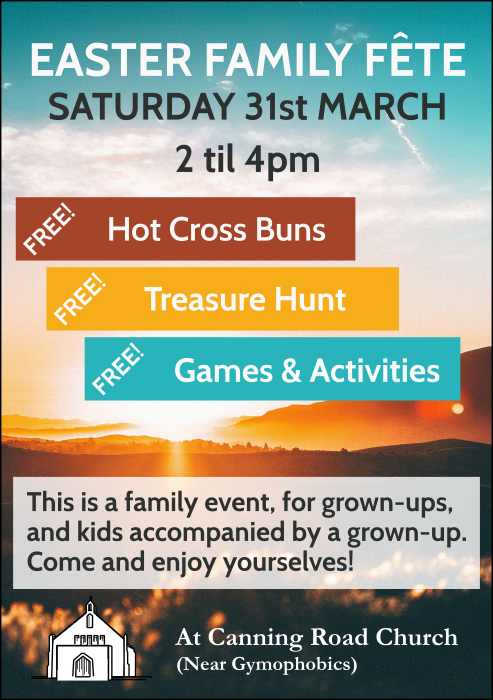 EASTER FAMILY FÊTE
SATURDAY 31st MARCH
2 til 4pm
FREE! Hot Cross Buns
FREE! Treasure Hunt
FREE! Games & Activities
This is a family event, for grown-ups,
and kids accompanied by a grown-up.
Come and enjoy yourselves!
At Canning Road Church
(Near Gymophobics)